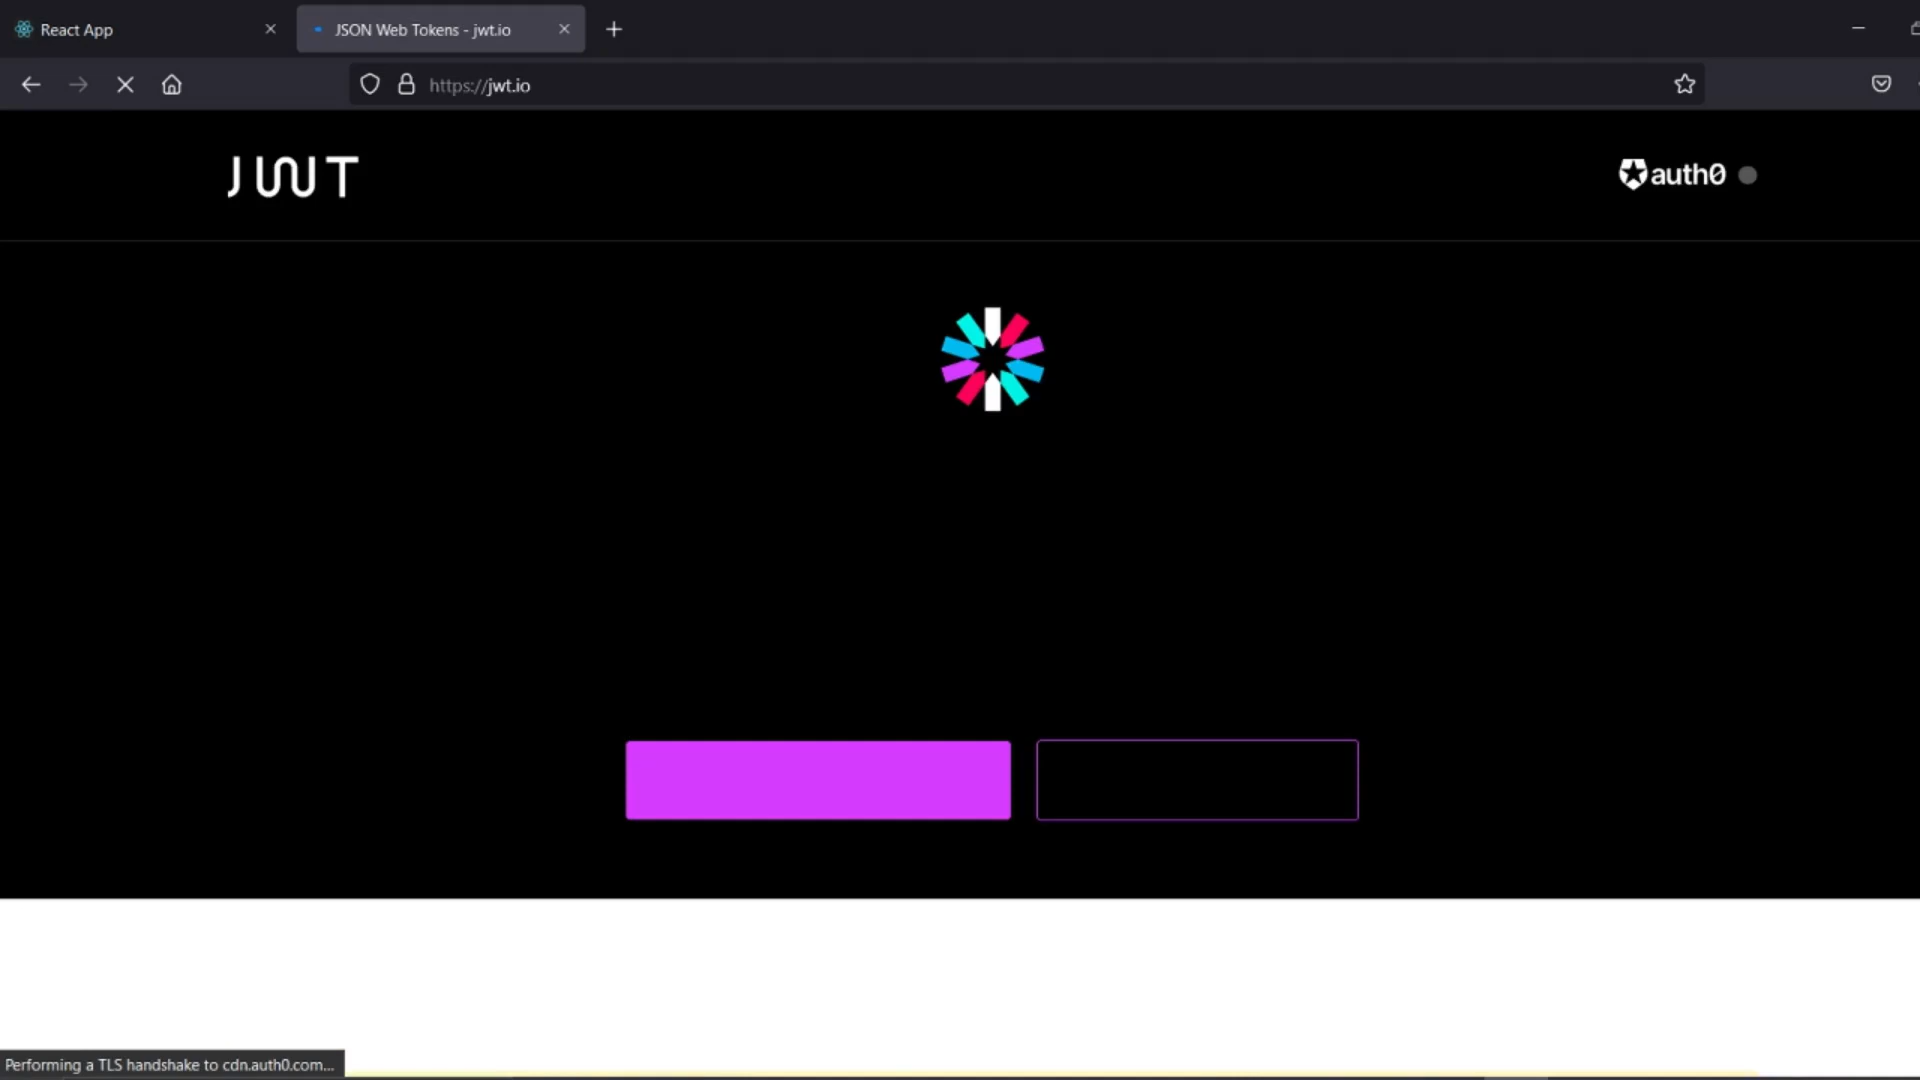 React App
JSON Web Tokens - jwt.io
https://jwt.io
JWT
auth0
Performing a TLS handshake to cdn.auth0.com...